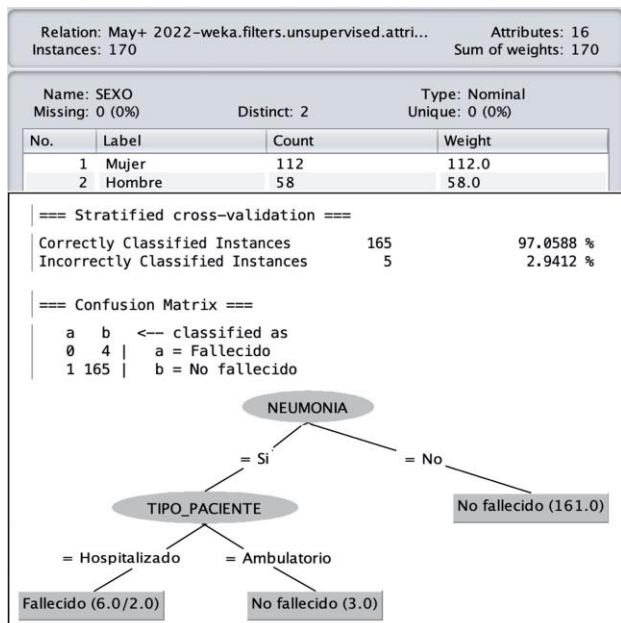 Relation: May+ 2022-weka.filters.unsupervised.attri... Attributes: 16
Instances: 170 Sum of weights: 170
Name: SEXO Type: Nominal
Missing: 0 (0%) Distinct: 2 Unique: 0 (0%)
No. Label Count Weight
1 Mujer 112 112.0
2 Hombre 58 58.0
=== Stratified cross-validation ===
Correctly Classified Instances 165 97.0588 %
Incorrectly Classified Instances 5 2.9412 %
=== Confusion Matrix ===
a b <-- classified as
0 4 | a = Fallecido
1 165 | b = No fallecido
NEUMONIA
= Si = No
TIPO_PACIENTE No fallecido (161.0)
= Hospitalizado = Ambulatorio
Fallecido (6.0/2.0) No fallecido (3.0)